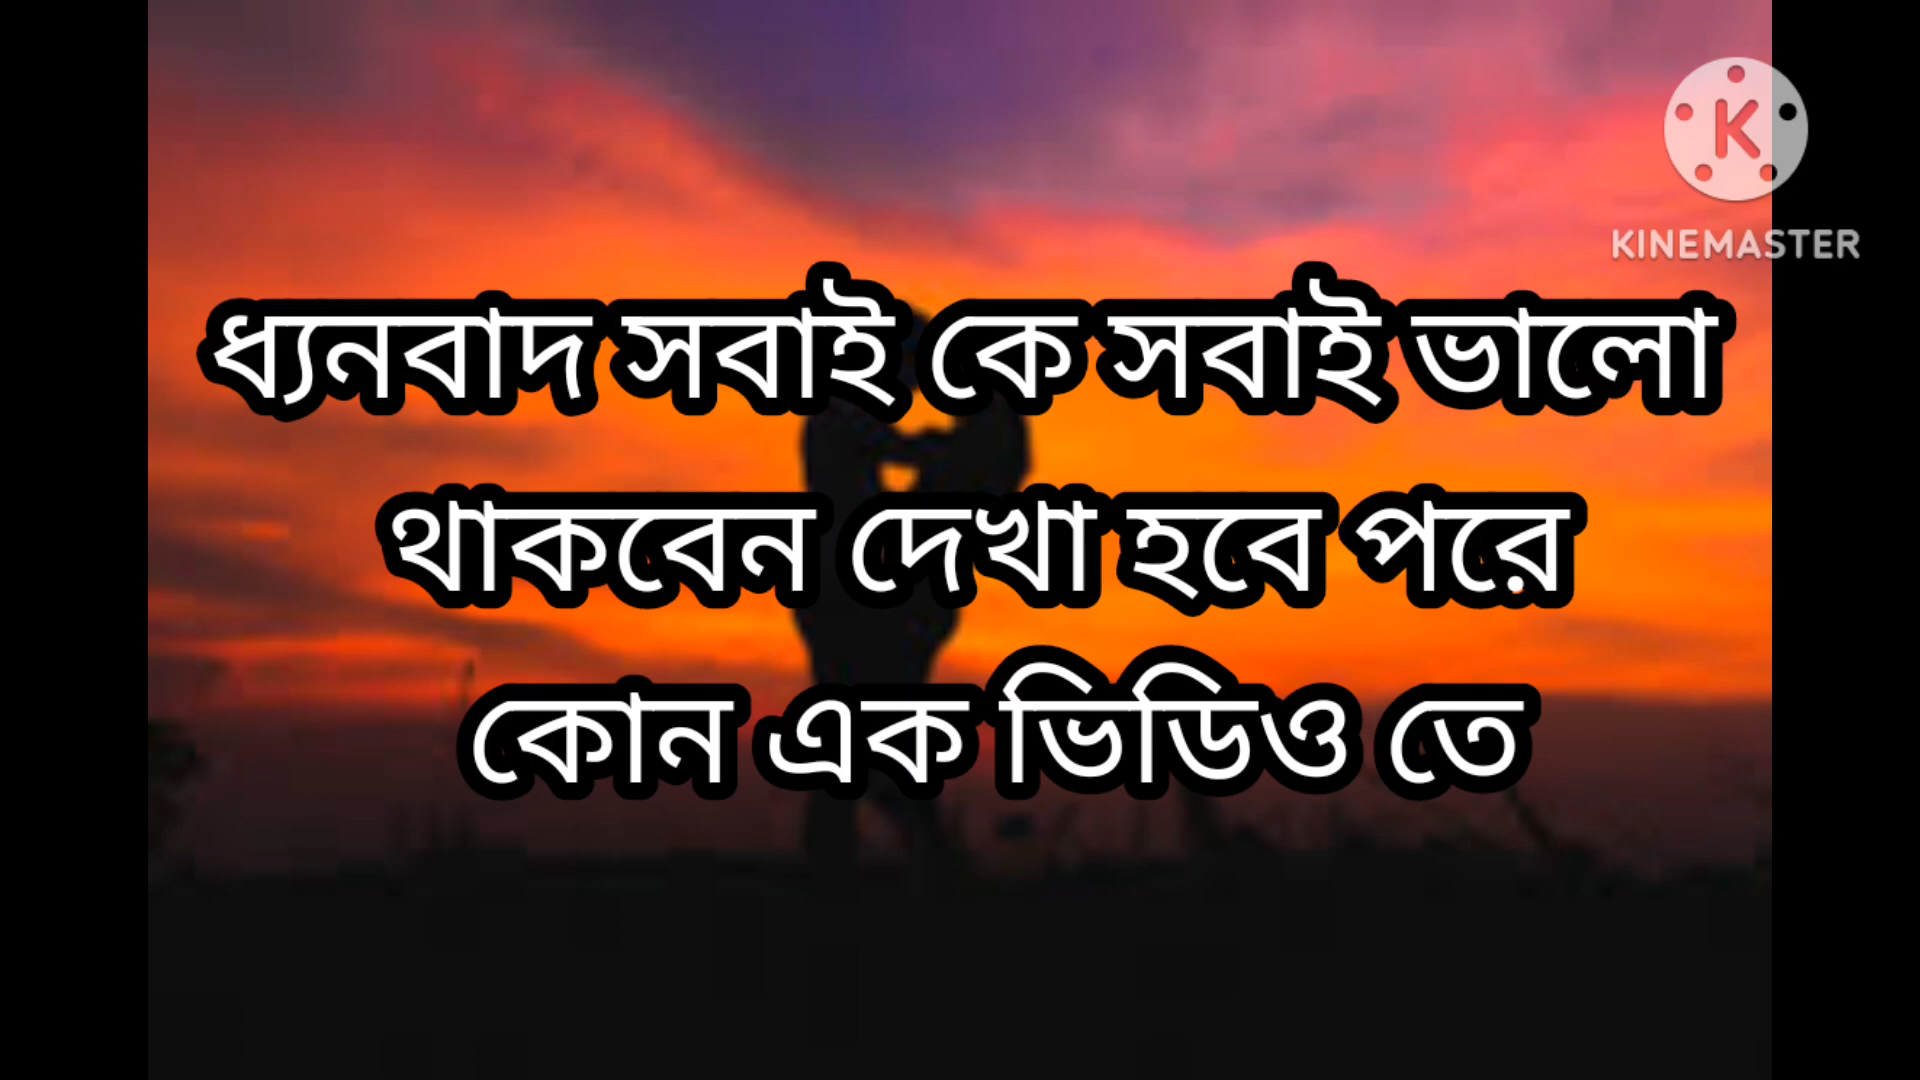 KINEMASTER
ধ্যনবাদ সবাই কে সবাই ভালো
থাকবেন দেখা হবে পরে
কোন এক ভিডিও তে